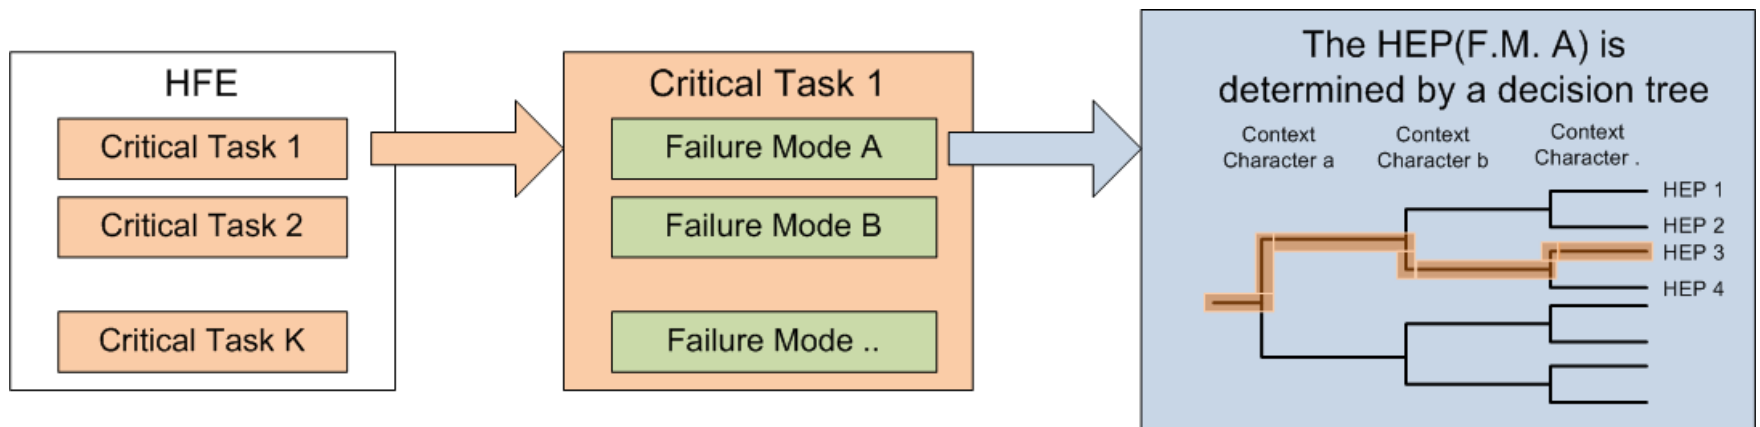 HFE
Critical Task 1
Critical Task 2
Critical Task K
Critical Task 1
Failure Mode A
Failure Mode B
Failure Mode ..
The HEP(F.M. A) is
determined by a decision tree
Context
Character a
Context
Character b
Context
Character .
HEP 1
HEP 2
HEP 3
HEP 4